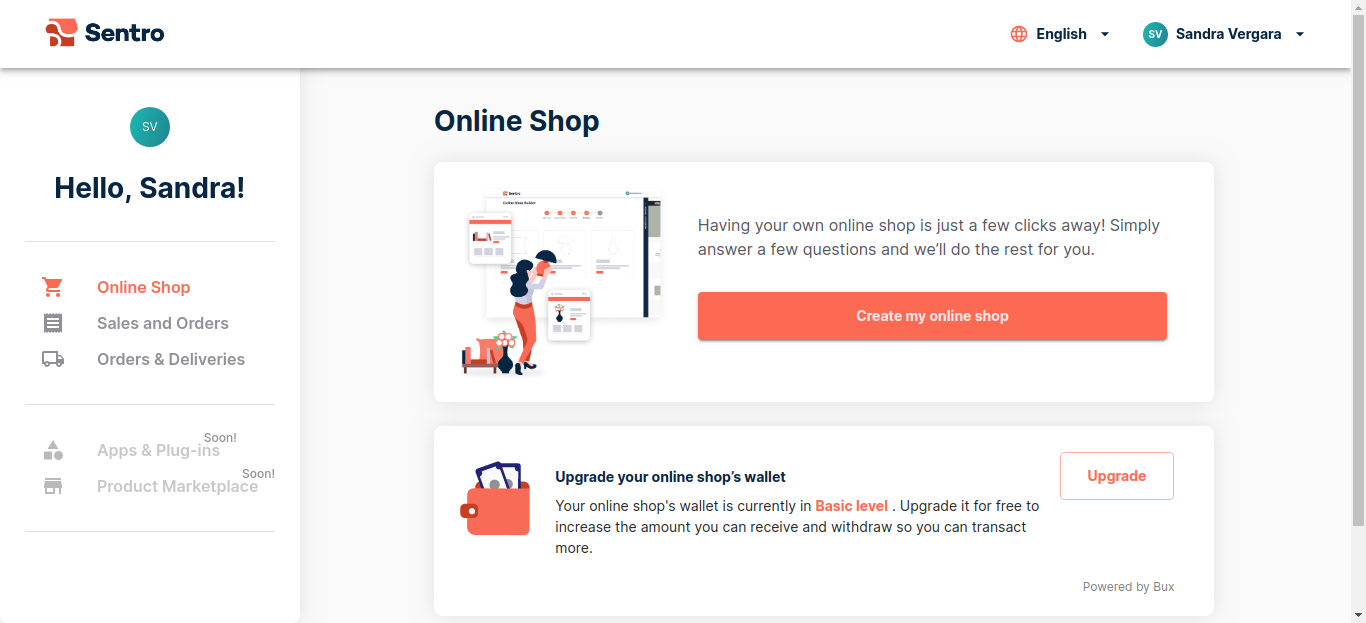 Sentro
English
SV
Sandra Vergara
SV
Hello, Sandra!
Online Shop
Sales and Orders
Orders & Deliveries
Soon!
Apps & Plug-ins
Soon!
Product Marketplace
Online Shop
Sentro
Online Shop Builder
Having your own online shop is just a few clicks away! Simply
answer a few questions and we’ll do the rest for you.
Create my online shop
Upgrade your online shop’s wallet
Your online shop's wallet is currently in Basic level . Upgrade it for free to
increase the amount you can receive and withdraw so you can transact
more.
Upgrade
Powered by Bux